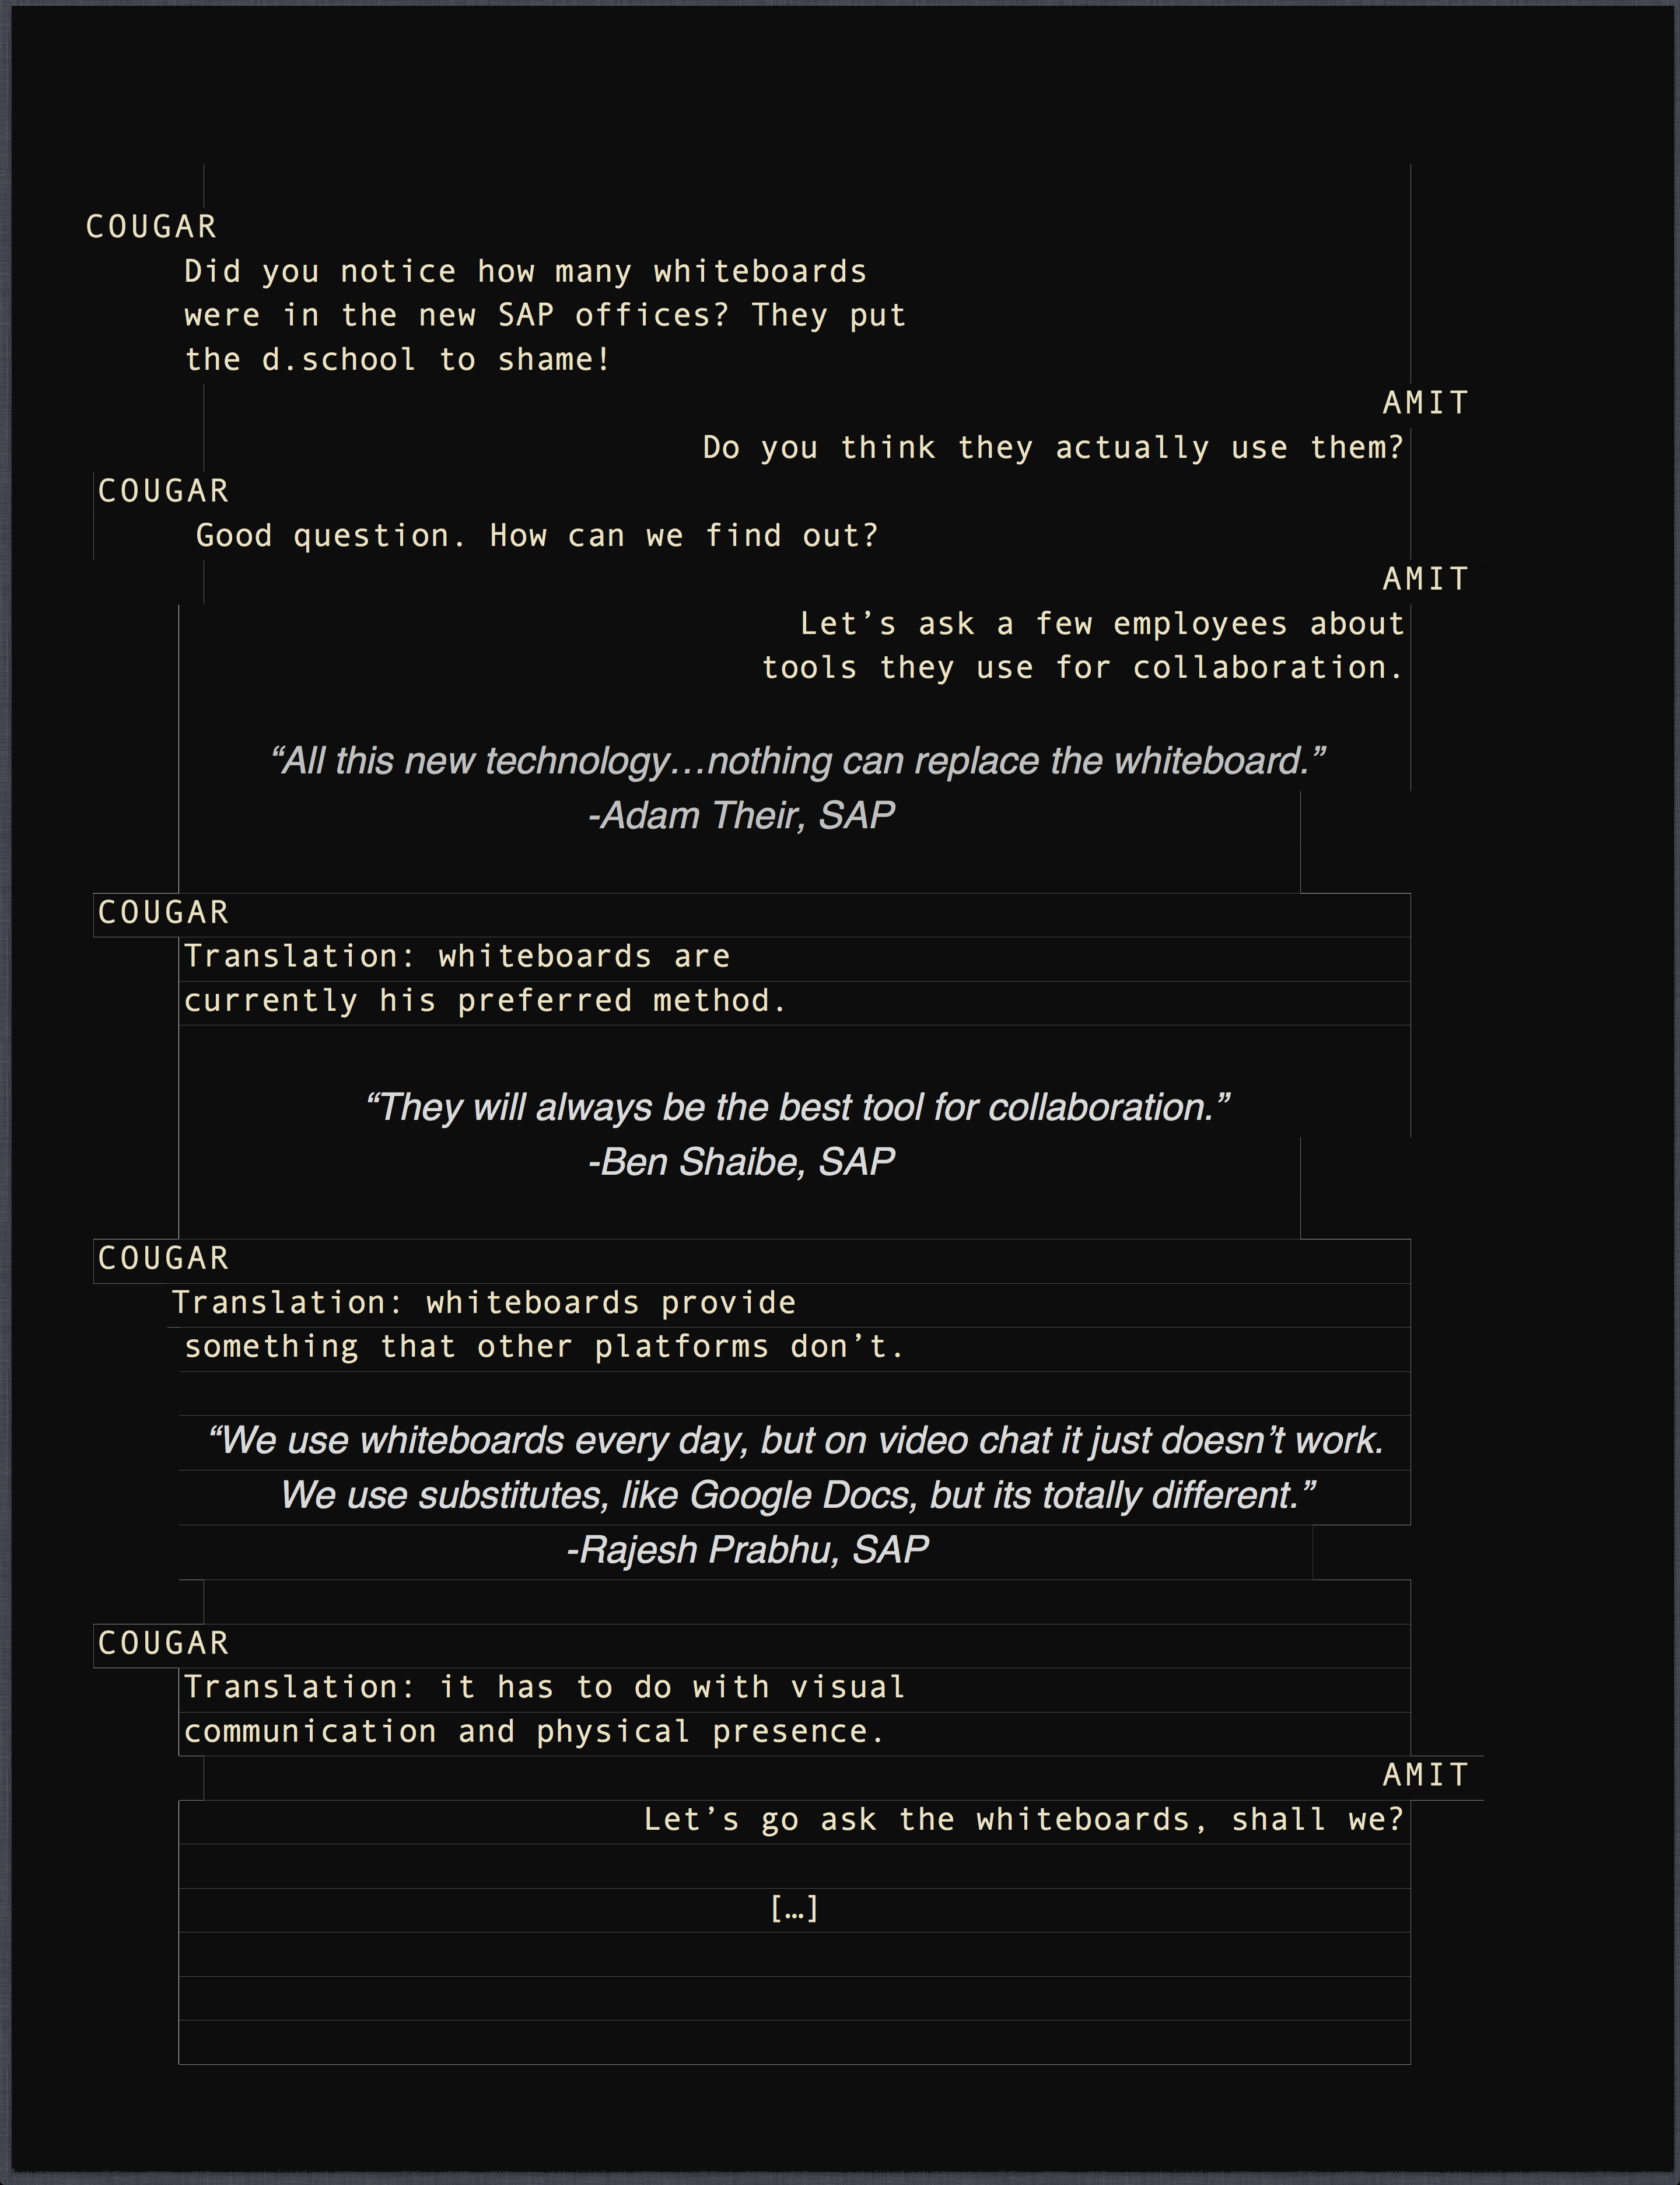 COUGAR
Did you notice how many whiteboards
were in the new SAP offices? They put
the d.school to shame!
AMIT
Do you think they actually use them?
COUGAR
Good question. How can we find out?
AMIT
Let’s ask a few employees about
tools they use for collaboration.
“All this new technology…nothing can replace the whiteboard.”
-Adam Their, SAP
COUGAR
Translation: whiteboards are
currently his preferred method.
“They will always be the best tool for collaboration.”
-Ben Shaibe, SAP
COUGAR
Translation: whiteboards provide
something that other platforms don’t.
“We use whiteboards every day, but on video chat it just doesn’t work.
We use substitutes, like Google Docs, but its totally different.”
-Rajesh Prabhu, SAP
COUGAR
Translation: it has to do with visual
communication and physical presence.
AMIT
Let’s go ask the whiteboards, shall we?
[…]